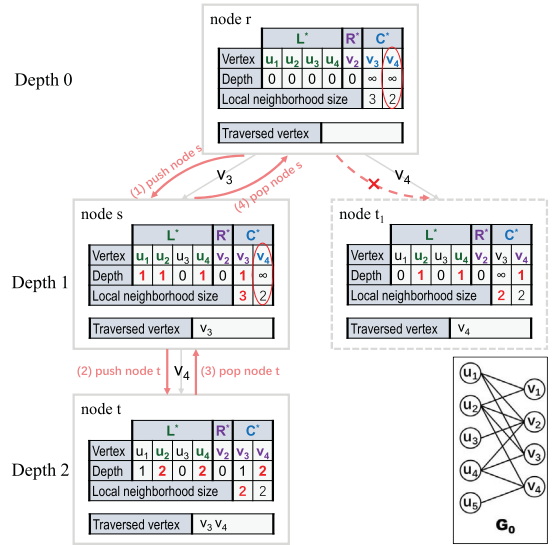 node r
L* R* C*
Vertex u1 u2 u3 u4 v2 v3 v4
Depth 0 0 0 0 0 ∞ ∞
Local neighborhood size 3 2
Traversed vertex
Depth 0
(1) push node s
v3
(4) pop node s
v4
node s
L* R* C*
Vertex u1 u2 u3 u4 v2 v3 v4
Depth 1 1 0 1 0 1 ∞
Local neighborhood size 3 2
Traversed vertex v3
Depth 1
node t1
L* R* C*
Vertex u1 u2 u3 u4 v2 v3 v4
Depth 0 1 0 1 0 0 1
Local neighborhood size 2 2
Traversed vertex v4
(2) push node t
v4
(3) pop node t
node t
L* R* C*
Vertex u1 u2 u3 u4 v2 v3 v4
Depth 1 2 0 2 0 1 2
Local neighborhood size 2 2
Traversed vertex v3 v4
Depth 2
u1
v1
u2
v2
u3
v3
u4
v4
u5
G0